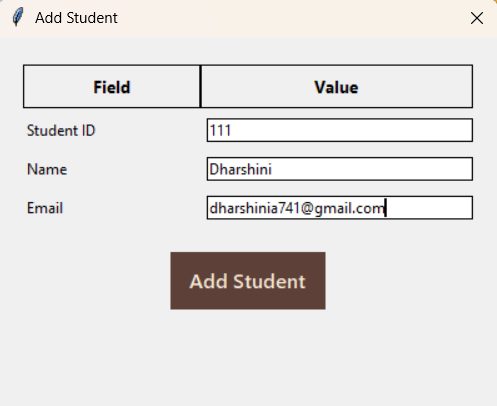 Add Student
Field Value
Student ID 111
Name Dharshini
Email dharshinia741@gmail.com
Add Student